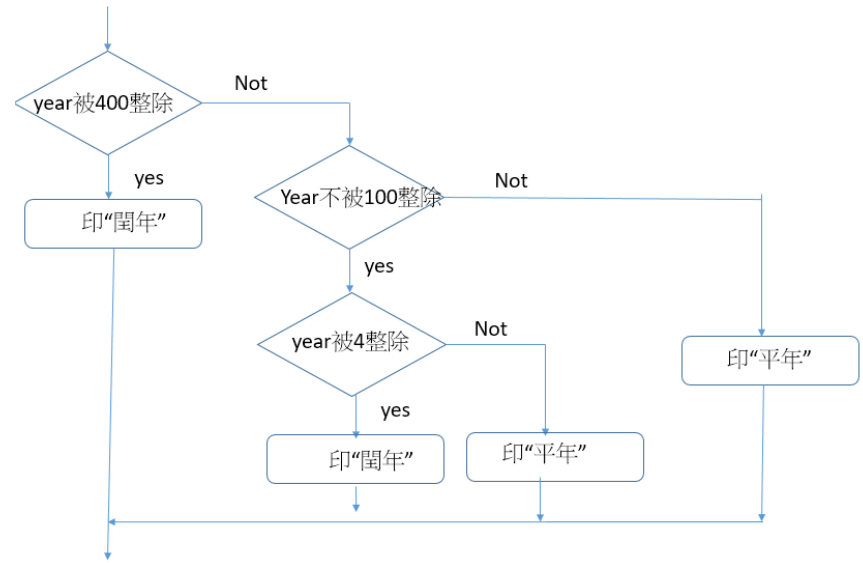 Not
year被400整除
yes
Not
Year不被100整除
印“閏年”
yes
Not
year被4整除
印“平年”
yes
印“閏年”
印“平年”